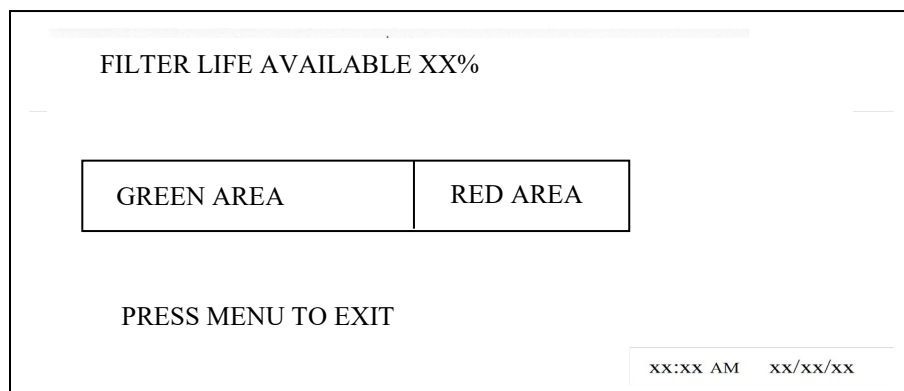 FILTER LIFE AVAILABLE XX%
GREEN AREA
RED AREA
PRESS MENU TO EXIT
xx:xx AM xx/xx/xx